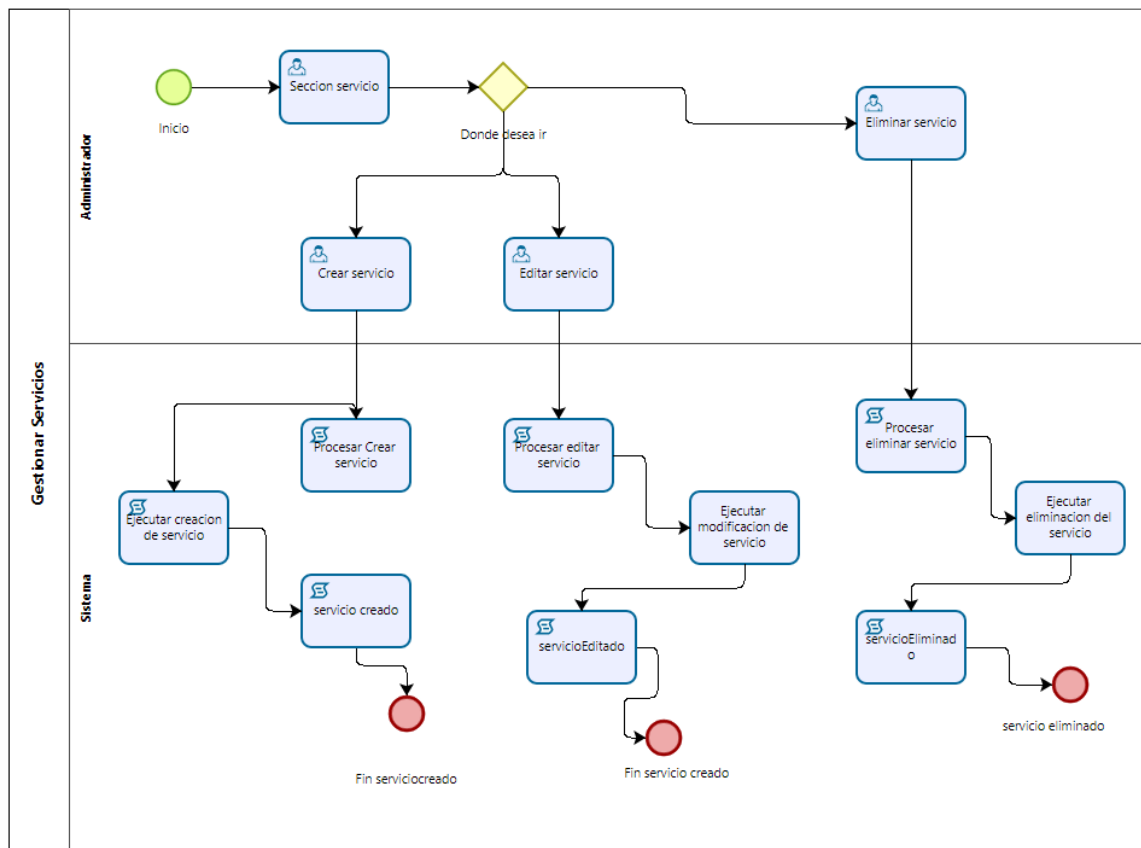 Gestionar Servicios
Administrador
Inicio
Seccion servicio
Donde desea ir
Eliminar servicio
Crear servicio
Editar servicio
Sistema
Procesar Crear
servicio
Procesar editar
servicio
Procesar
eliminar servicio
Ejecutar creacion
de servicio
Ejecutar
modificacion de
servicio
Ejecutar
eliminacion del
servicio
servicio creado
servicioEditado
servicioEliminad
o
Fin serviciocreado
Fin servicio creado
servicio eliminado